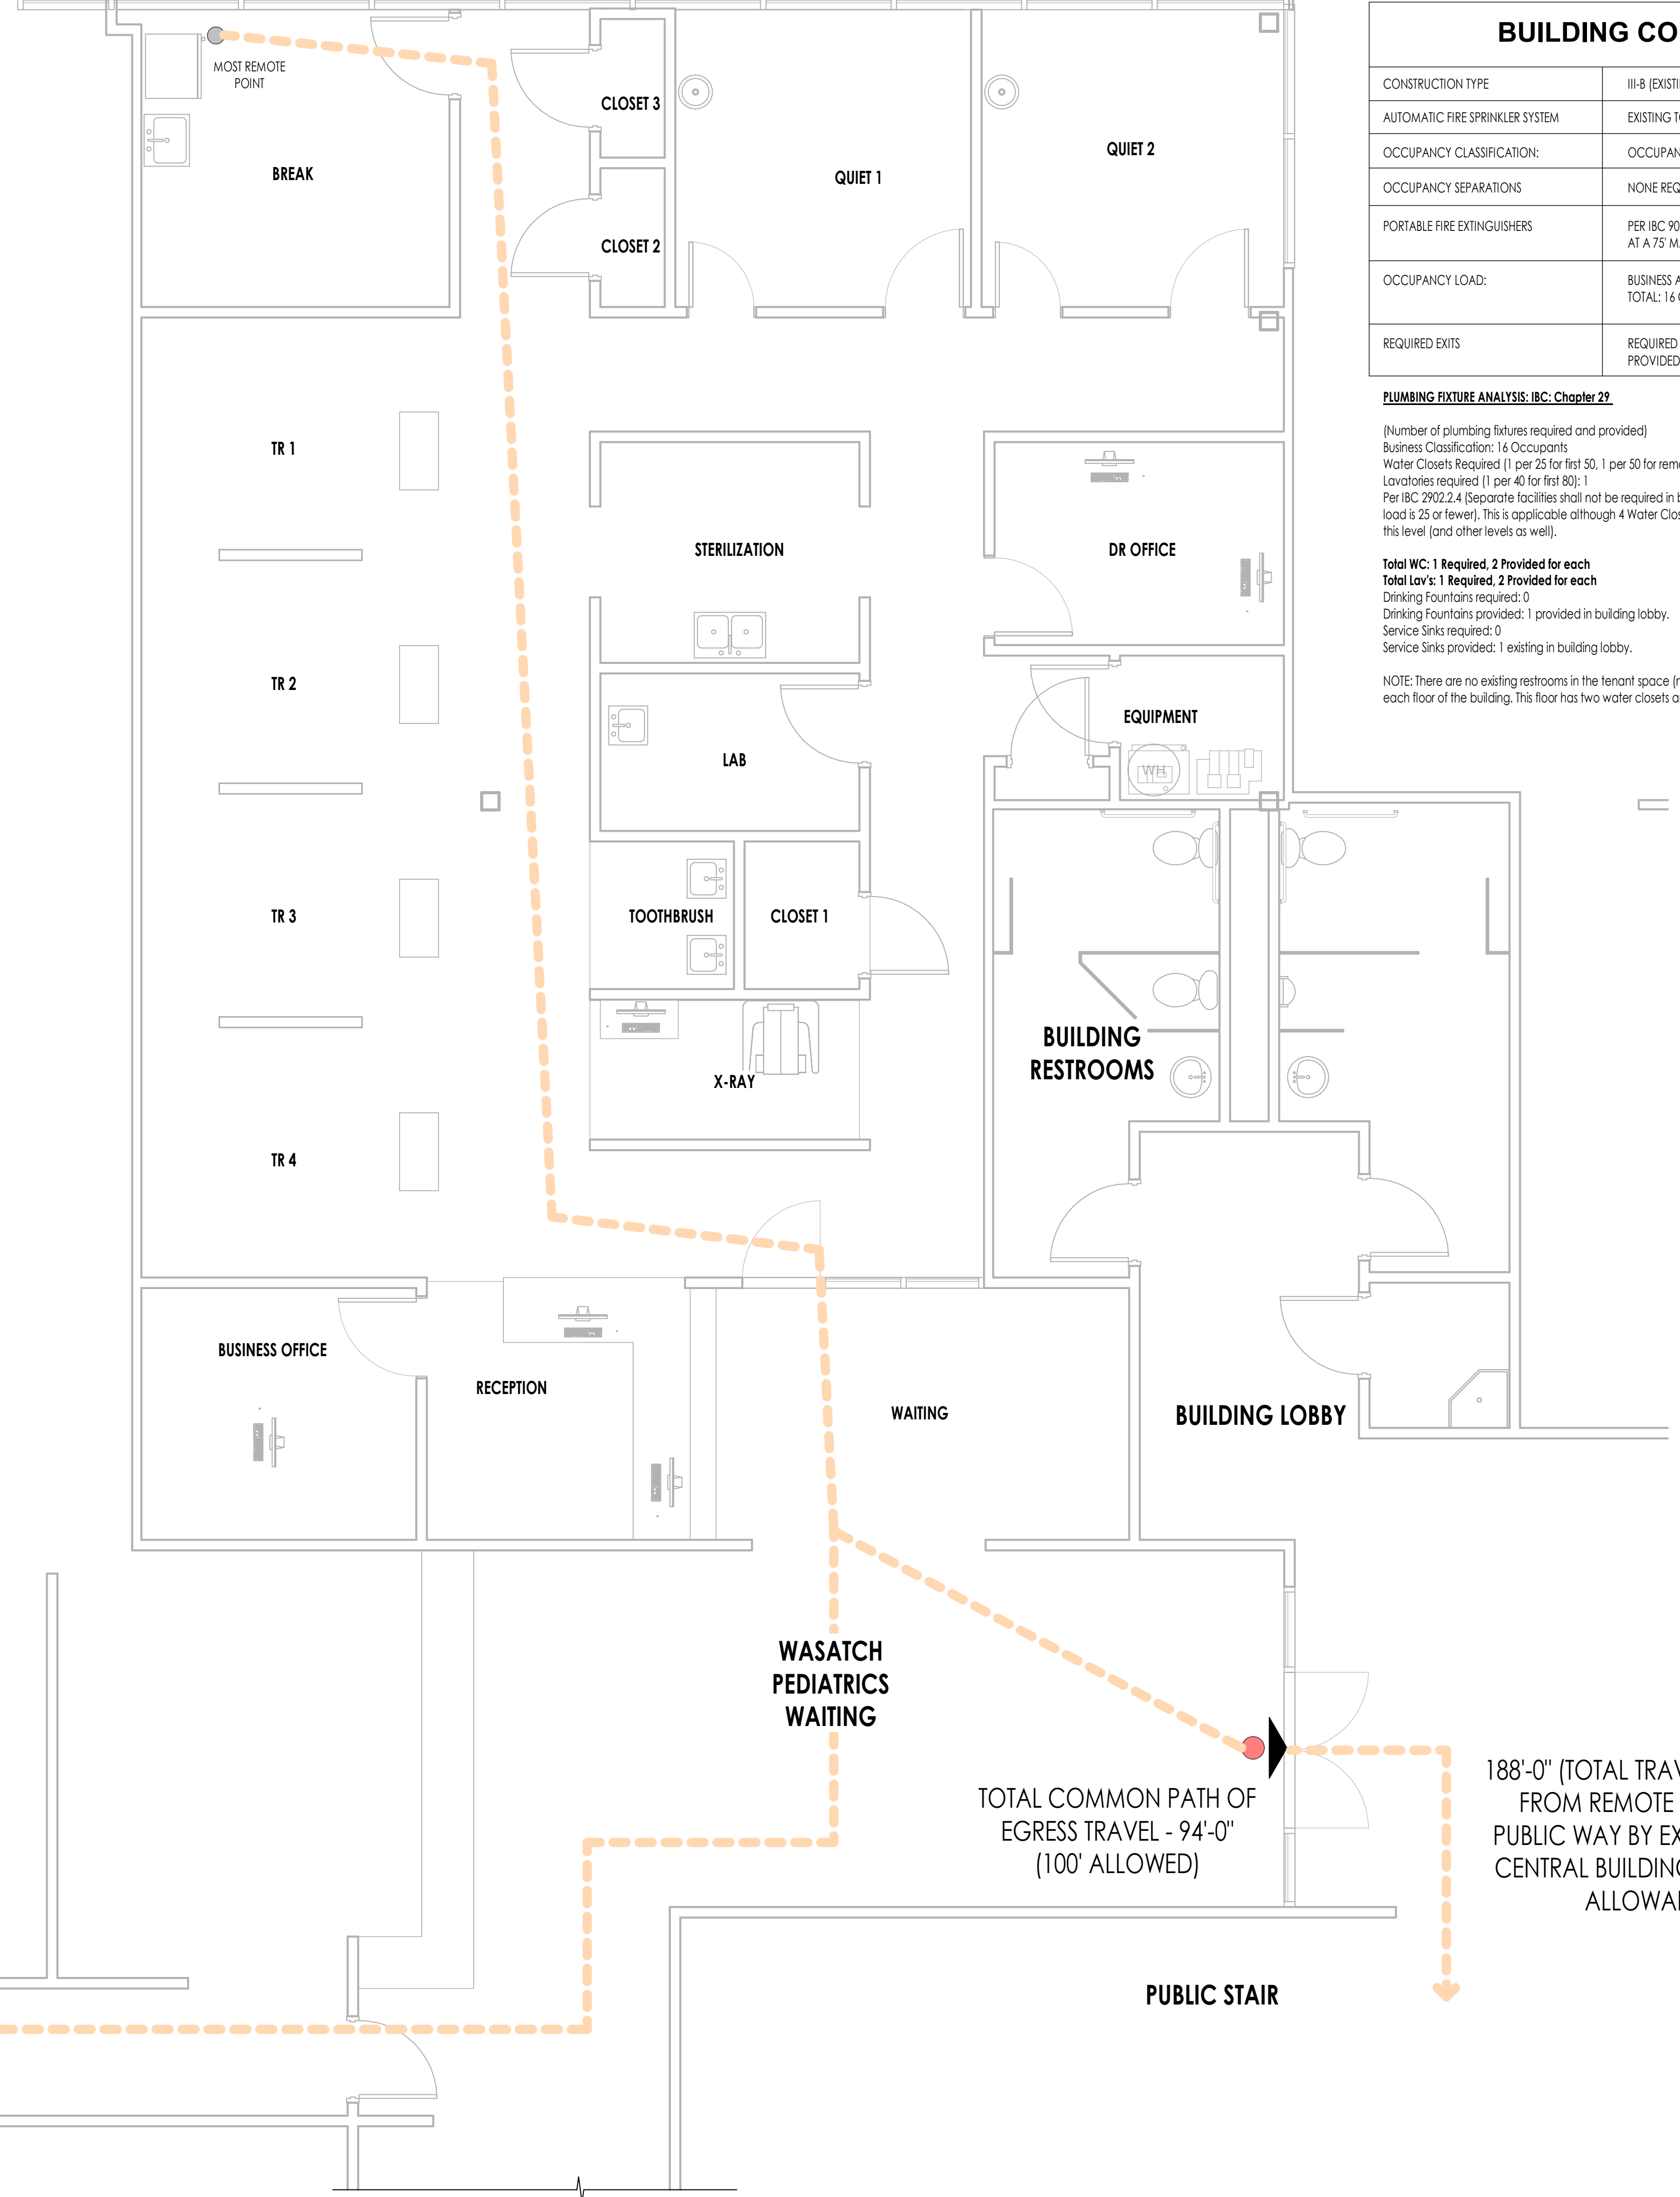 MOST REMOTE
POINT
BREAK
CLOSET 3
CLOSET 2
QUIET 1
QUIET 2
TR 1
TR 2
TR 3
TR 4
STERILIZATION
DR OFFICE
LAB
EQUIPMENT
WH
TOOTHBRUSH
CLOSET 1
X-RAY
BUILDING
RESTROOMS
BUSINESS OFFICE
RECEPTION
WAITING
BUILDING LOBBY
WASATCH
PEDIATRICS
WAITING
TOTAL COMMON PATH OF
EGRESS TRAVEL - 94'-0"
(100' ALLOWED)
PUBLIC STAIR
BUILDING CO
CONSTRUCTION TYPE
III-B (EXISTI
AUTOMATIC FIRE SPRINKLER SYSTEM
EXISTING T
OCCUPANCY CLASSIFICATION:
OCCUPAN
OCCUPANCY SEPARATIONS
NONE REQ
PORTABLE FIRE EXTINGUISHERS
PER IBC 90
AT A 75' M
OCCUPANCY LOAD:
BUSINESS A
TOTAL: 16
REQUIRED EXITS
REQUIRED
PROVIDED
PLUMBING FIXTURE ANALYSIS: IBC: Chapter 29
(Number of plumbing fixtures required and provided)
Business Classification: 16 Occupants
Water Closets Required (1 per 25 for first 50, 1 per 50 for rem
Lavatories required (1 per 40 for first 80): 1
Per IBC 2902.2.4 (Separate facilities shall not be required in b
load is 25 or fewer). This is applicable although 4 Water Clos
this level (and other levels as well).
Total WC: 1 Required, 2 Provided for each
Total Lav's: 1 Required, 2 Provided for each
Drinking Fountains required: 0
Drinking Fountains provided: 1 provided in building lobby.
Service Sinks required: 0
Service Sinks provided: 1 existing in building lobby.
NOTE: There are no existing restrooms in the tenant space (
each floor of the building. This floor has two water closets a
188'-0" (TOTAL TRAV
FROM REMOTE
PUBLIC WAY BY EX
CENTRAL BUILDING
ALLOWA